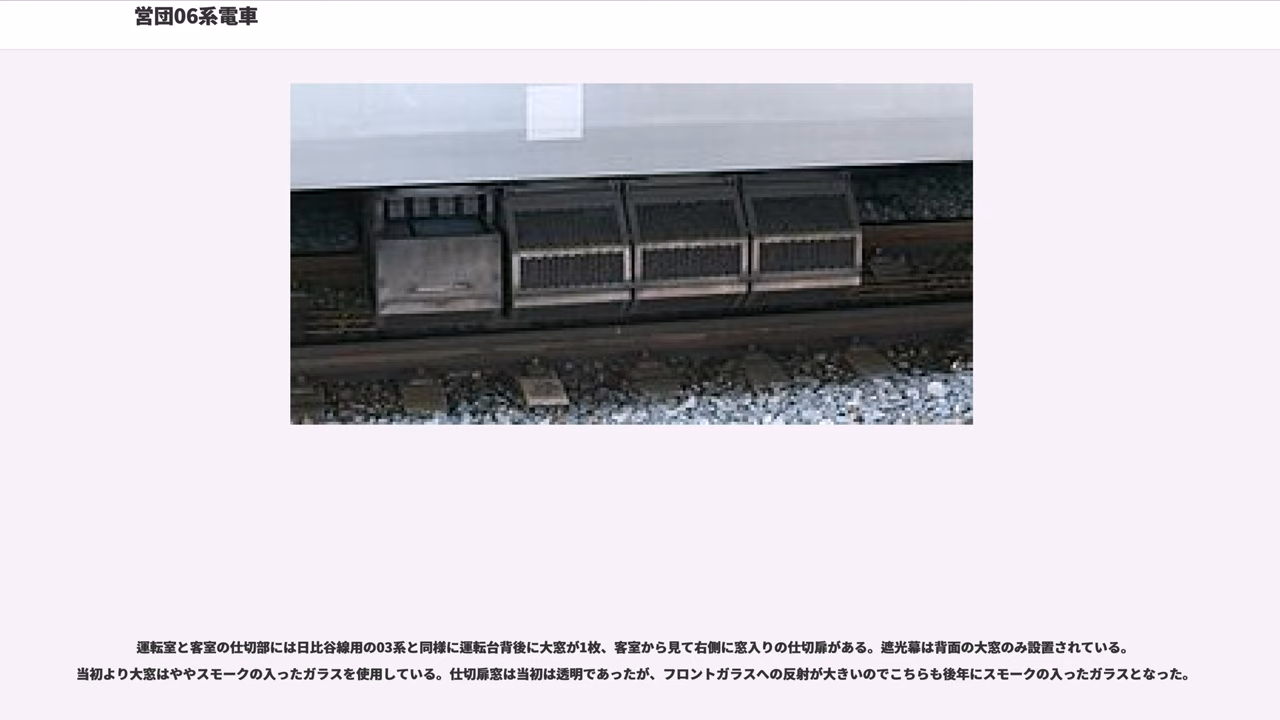 営団06系電車
運転室と客室の仕切部には日比谷線用の03系と同様に運転台背後に大窓が1枚、客室から見て右側に窓入りの仕切扉がある。遮光幕は背面の大窓のみ設置されている。
当初より大窓はややスモークの入ったガラスを使用している。仕切扉窓は当初は透明であったが、フロントガラスへの反射が大きいのでこちらも後年にスモークの入ったガラスとなった。